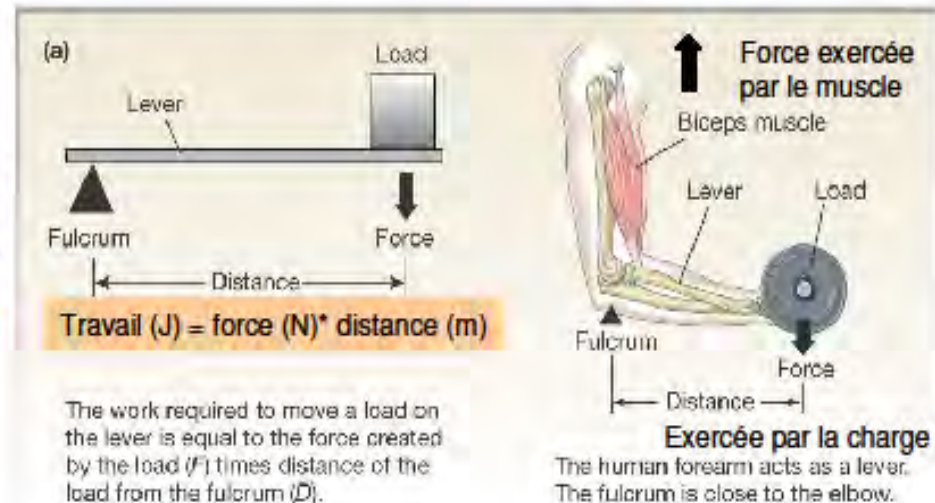 (a)
Load
Lever
Fulcrum
Force
Distance
Travail (J) = force (N)* distance (m)
The work required to move a load on
the lever is equal to the force created
by the load (F) times distance of the
load from the fulcrum (D).
Force exercée
par le muscle
Biceps muscle
Lever
Load
Fulcrum
Force
Distance
Exercée par la charge
The human forearm acts as a lever.
The fulcrum is close to the elbow.